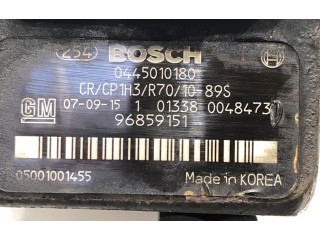 254 BOSCH
0445010180
CR/CP1H3/R70/10-89S
GM 07-09-15 1 01338 0048473
96859151
05001001455 Made in KOREA